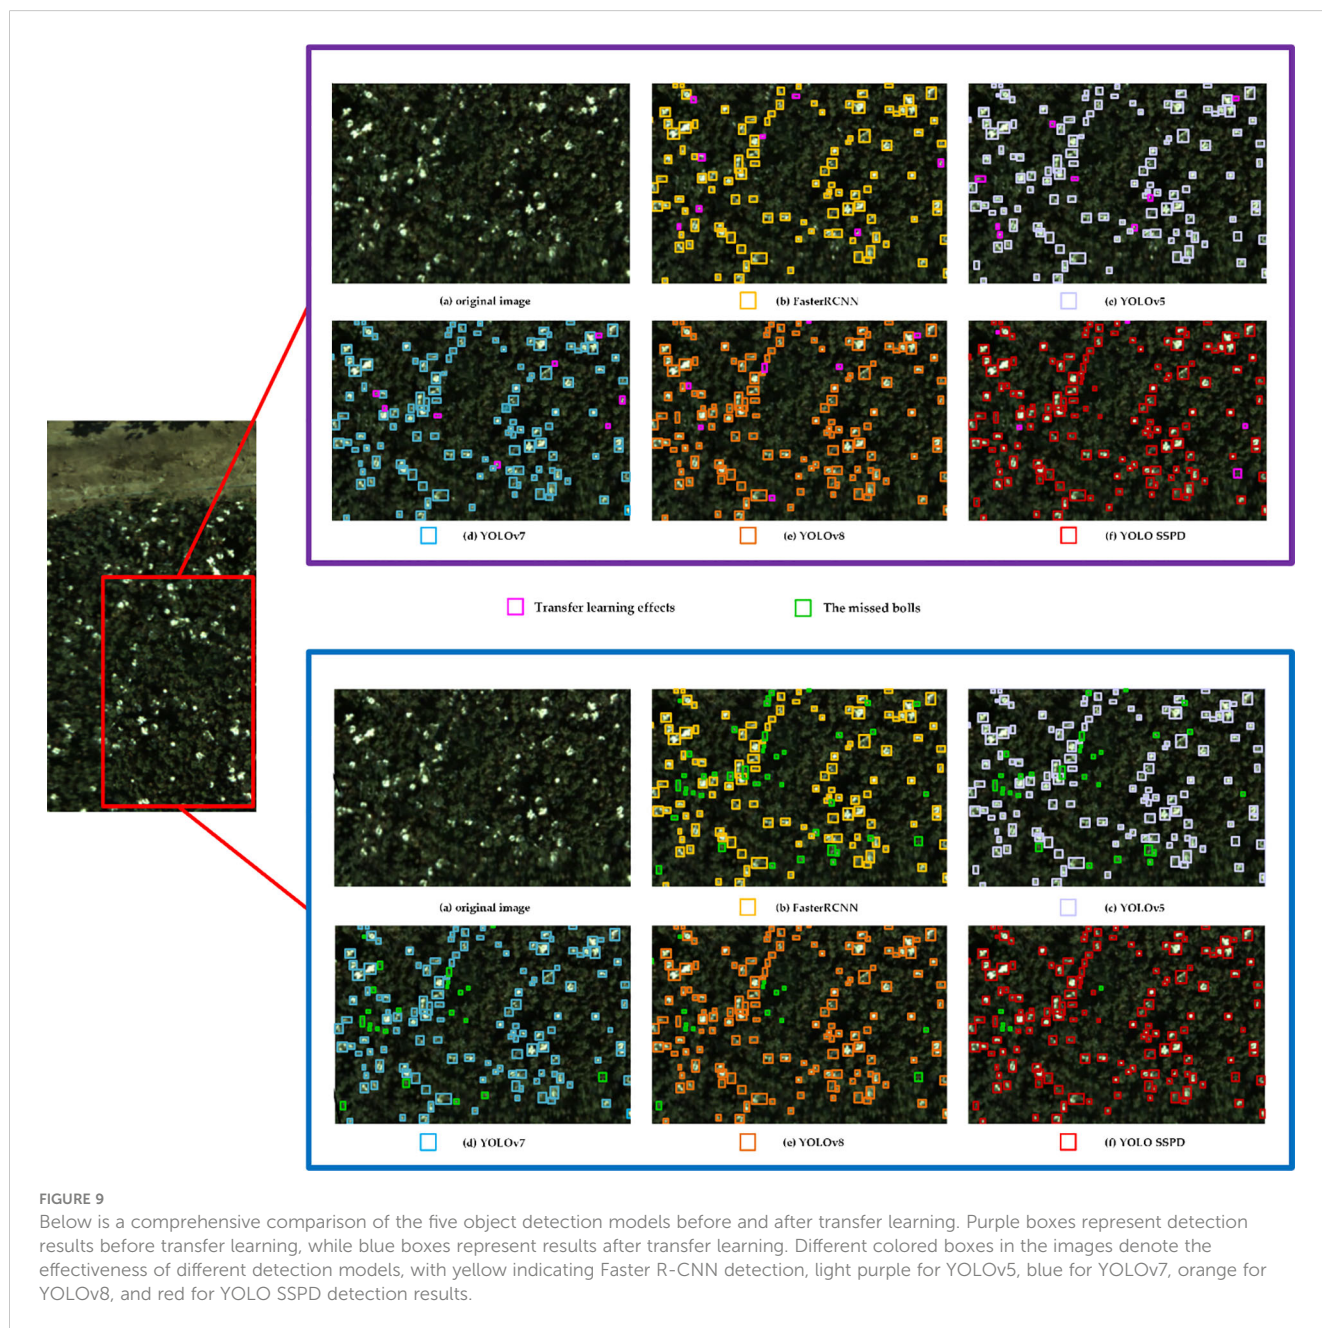 (a) original image
(b) FasterRCNN
(c) YOLOv5
(d) YOLOv7
(e) YOLOv8
(f) YOLO SSPD
Transfer learning effects
The missed bolls
(a) original image
(b) FasterRCNN
(c) YOLOv5
(d) YOLOv7
(e) YOLOv8
(f) YOLO SSPD
FIGURE 9
Below is a comprehensive comparison of the five object detection models before and after transfer learning. Purple boxes represent detection
results before transfer learning, while blue boxes represent results after transfer learning. Different colored boxes in the images denote the
effectiveness of different detection models, with yellow indicating Faster R-CNN detection, light purple for YOLOv5, blue for YOLOv7, orange for
YOLOv8, and red for YOLO SSPD detection results.